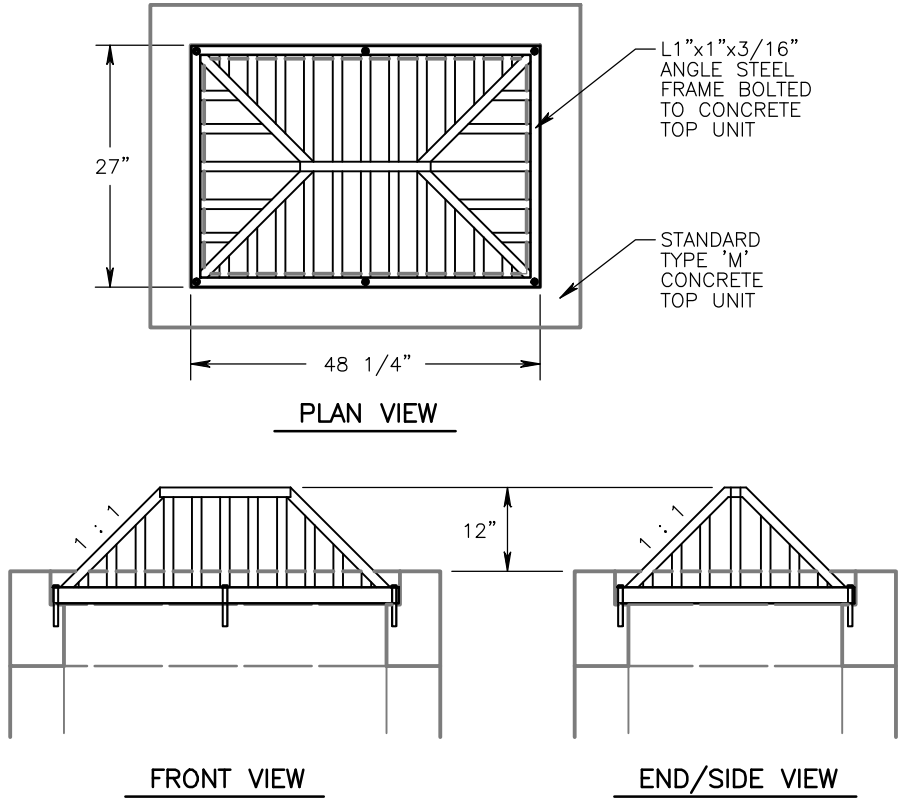 L1"x1"x3/16"
ANGLE STEEL
FRAME BOLTED
TO CONCRETE
TOP UNIT
27"
STANDARD
TYPE 'M'
CONCRETE
TOP UNIT
48 1/4"
PLAN VIEW
1 : 1
12"
1 : 1
FRONT VIEW
END/SIDE VIEW